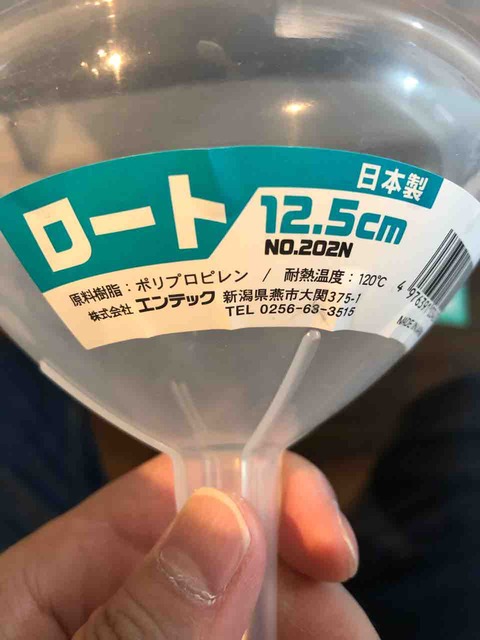 日本製
ロート 12.5cm
NO.202N
原料樹脂：ポリプロピレン / 耐熱温度：120℃
株式会社 エンテック 新潟県燕市大関375-1
TEL 0256-63-3515